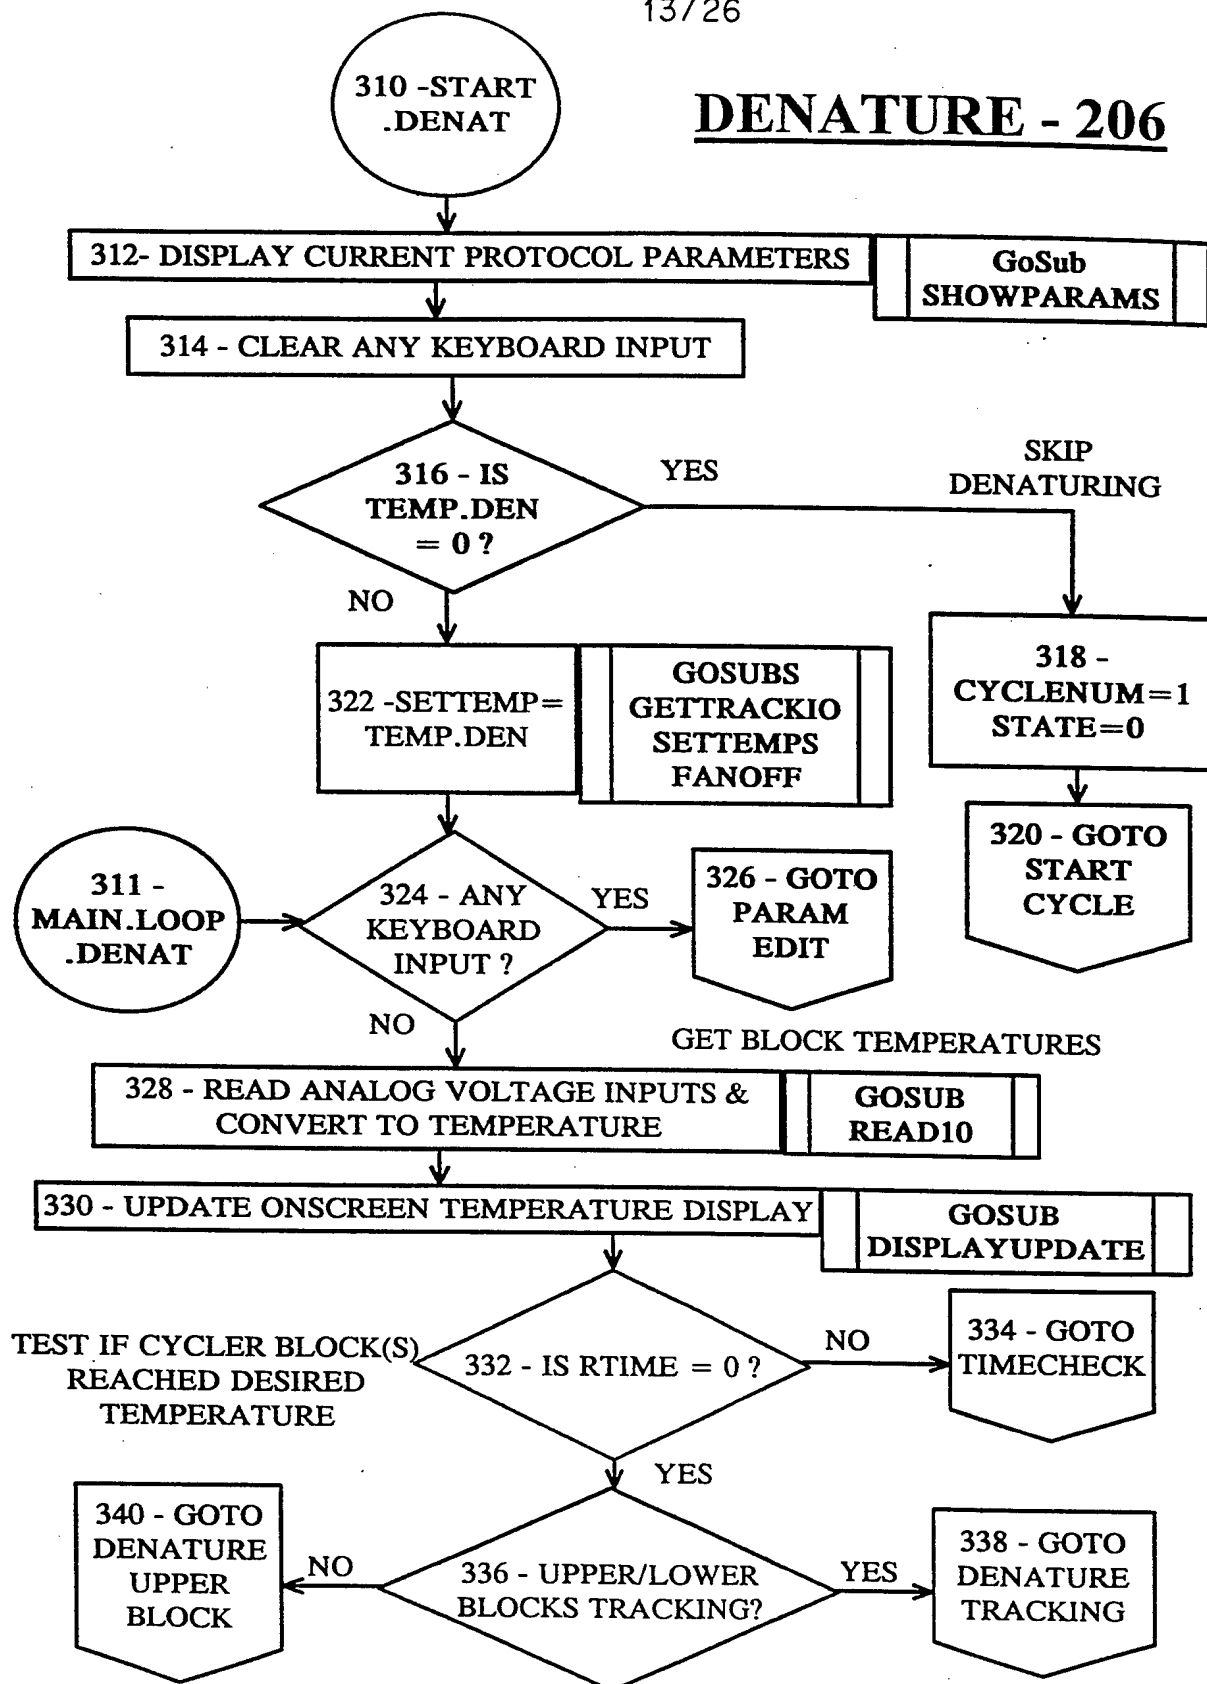 13/26
DENATURE - 206
310 -START
.DENAT
312- DISPLAY CURRENT PROTOCOL PARAMETERS
GoSub
SHOWPARAMS
314 - CLEAR ANY KEYBOARD INPUT
316 - IS
TEMP.DEN
= 0 ?
YES
SKIP
DENATURING
NO
318 -
CYCLENUM=1
STATE=0
322 -SETTEMP=
TEMP.DEN
GOSUBS
GETTRACKIO
SETTEMPS
FANOFF
320 - GOTO
START
CYCLE
311 -
MAIN.LOOP
.DENAT
324 - ANY
KEYBOARD
INPUT ?
YES
326 - GOTO
PARAM
EDIT
NO
GET BLOCK TEMPERATURES
328 - READ ANALOG VOLTAGE INPUTS &
CONVERT TO TEMPERATURE
GOSUB
READ10
330 - UPDATE ONSCREEN TEMPERATURE DISPLAY
GOSUB
DISPLAYUPDATE
TEST IF CYCLER BLOCK(S)
REACHED DESIRED
TEMPERATURE
332 - IS RTIME = 0 ?
NO
334 - GOTO
TIMECHECK
YES
340 - GOTO
DENATURE
UPPER
BLOCK
NO
336 - UPPER/LOWER
BLOCKS TRACKING?
YES
338 - GOTO
DENATURE
TRACKING